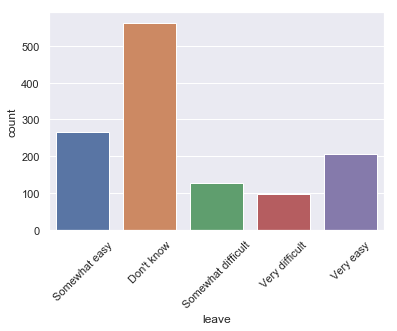 500
400
300
200
100
0
count
Somewhat easy
Don't know
Somewhat difficult
Very difficult
Very easy
leave